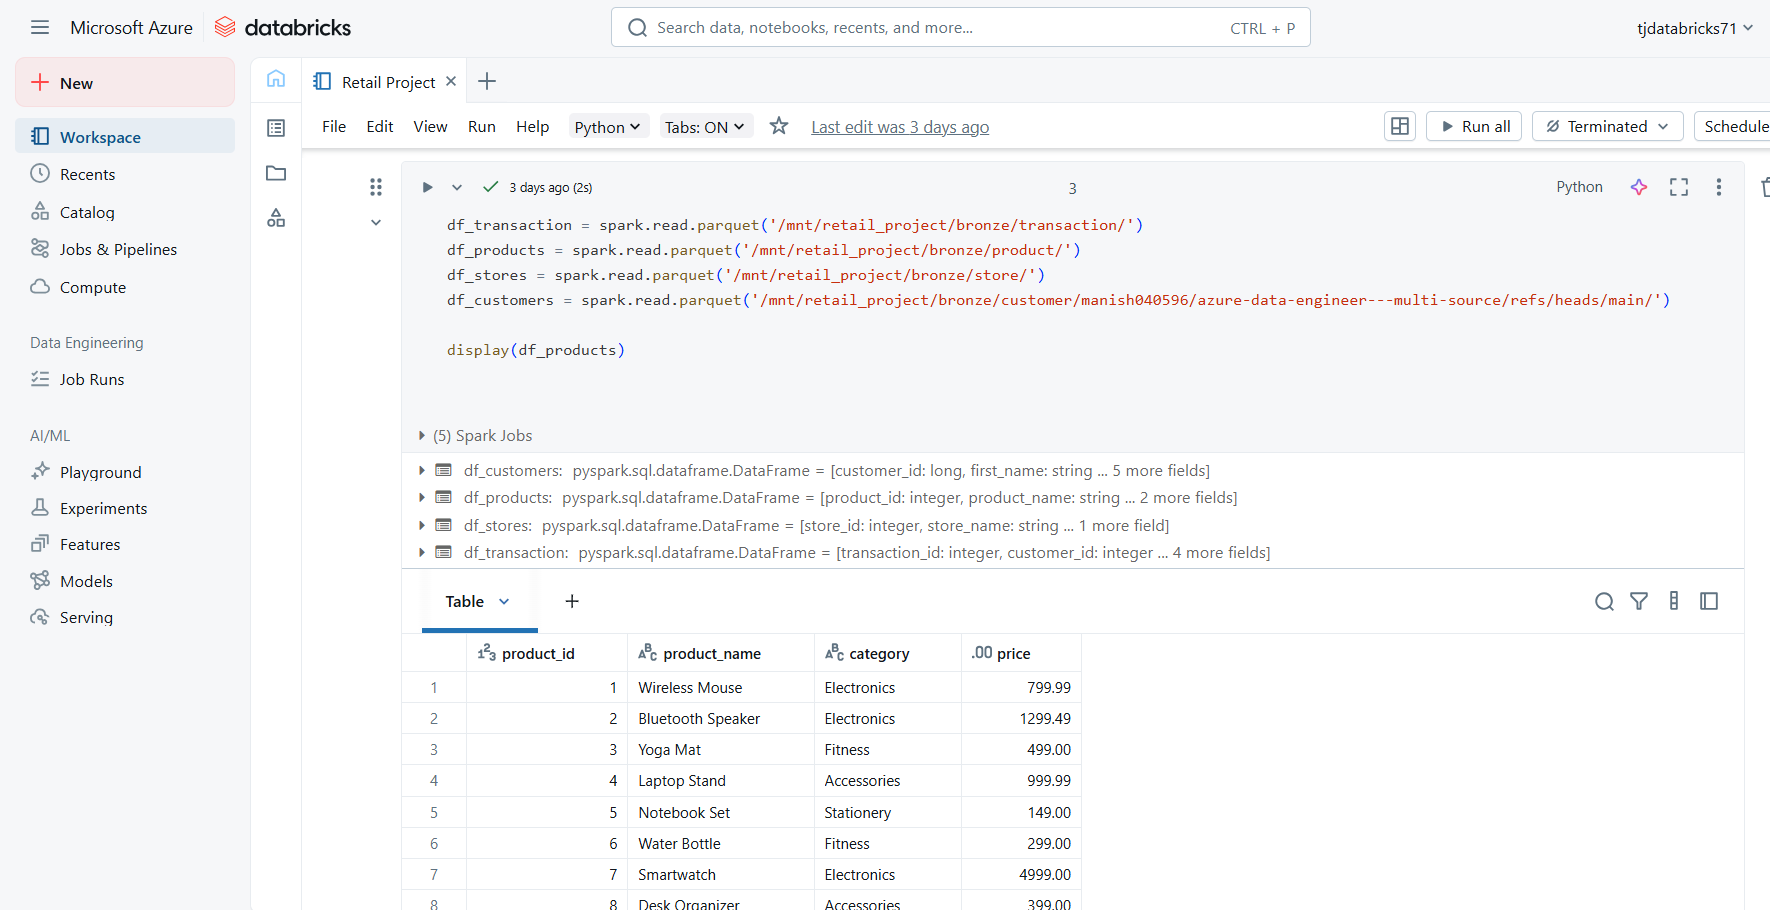 Microsoft Azure databricks
Search data, notebooks, recents, and more... CTRL + P
tjdatabricks71
New
Workspace
Recents
Catalog
Jobs & Pipelines
Compute
Data Engineering
Job Runs
AI/ML
Playground
Experiments
Features
Models
Serving
Retail Project
File Edit View Run Help Python Tabs: ON Last edit was 3 days ago Run all Terminated Schedule
3 days ago (2s) 3 Python
df_transaction = spark.read.parquet('/mnt/retail_project/bronze/transaction/')
df_products = spark.read.parquet('/mnt/retail_project/bronze/product/')
df_stores = spark.read.parquet('/mnt/retail_project/bronze/store/')
df_customers = spark.read.parquet('/mnt/retail_project/bronze/customer/manish040596/azure-data-engineer---multi-source/refs/heads/main/')
display(df_products)
(5) Spark Jobs
df_customers: pyspark.sql.dataframe.DataFrame = [customer_id: long, first_name: string ... 5 more fields]
df_products: pyspark.sql.dataframe.DataFrame = [product_id: integer, product_name: string ... 2 more fields]
df_stores: pyspark.sql.dataframe.DataFrame = [store_id: integer, store_name: string ... 1 more field]
df_transaction: pyspark.sql.dataframe.DataFrame = [transaction_id: integer, customer_id: integer ... 4 more fields]
Table
123 product_id ABC product_name ABC category .00 price
1 1 Wireless Mouse Electronics 799.99
2 2 Bluetooth Speaker Electronics 1299.49
3 3 Yoga Mat Fitness 499.00
4 4 Laptop Stand Accessories 999.99
5 5 Notebook Set Stationery 149.00
6 6 Water Bottle Fitness 299.00
7 7 Smartwatch Electronics 4999.00
8 8 Desk Organizer Accessories 399.00